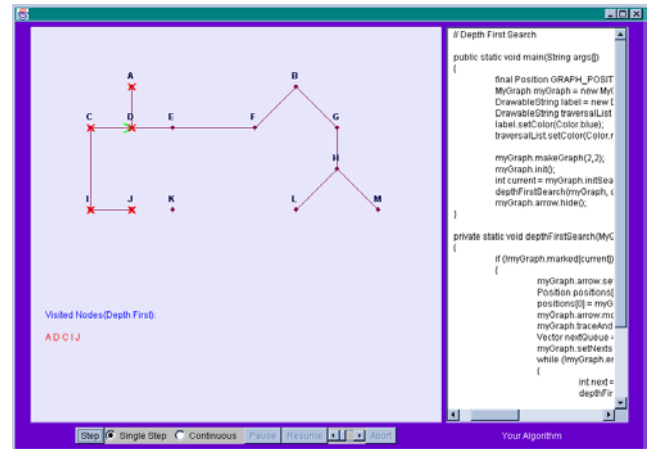 A B
C D E F G
H
I J K L M
Visited Nodes(Depth First):
A D C I J
Step Single Step Continuous Pause Resume Abort
// Depth First Search
public static void main(String args[])
{
final Position GRAPH_POSIT
MyGraph myGraph = new MyG
DrawableString label = new D
DrawableString traversalList
label.setColor(Color.blue);
traversalList.setColor(Color.r
myGraph.makeGraph(2,2);
myGraph.init();
int current = myGraph.initSea
depthFirstSearch(myGraph, c
myGraph.arrow.hide();
}
private static void depthFirstSearch(MyG
{
if (!myGraph.marked[current])
{
myGraph.arrow.se
Position positions[
positions[0] = myG
myGraph.arrow.mo
myGraph.traceAnd
Vector nextQueue =
myGraph.setNexts
while (!myGraph.em
{
int next =
depthFir
Your Algorithm